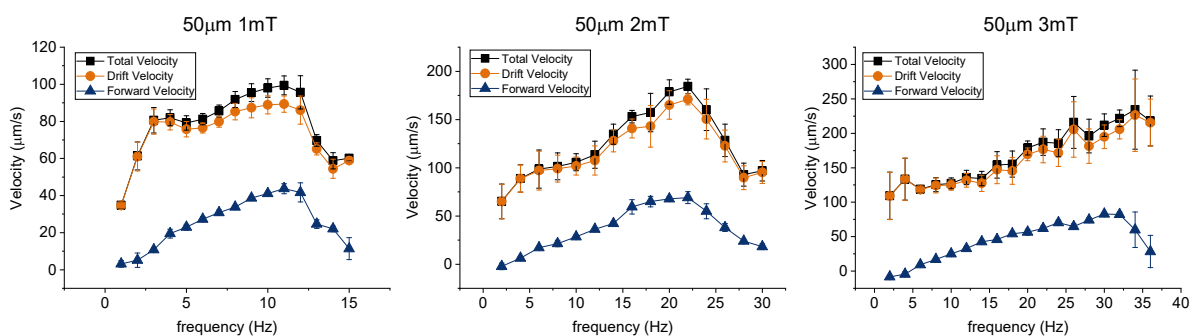 50μm 1mT
Total Velocity
Drift Velocity
Forward Velocity
Velocity (μm/s)
120
100
80
60
40
20
0
0 5 10 15
frequency (Hz)
50μm 2mT
Total Velocity
Drift Velocity
Forward Velocity
Velocity (μm/s)
200
150
100
50
0
0 5 10 15 20 25 30
frequency (Hz)
50μm 3mT
Total Velocity
Drift Velocity
Forward Velocity
Velocity (μm/s)
300
250
200
150
100
50
0
0 5 10 15 20 25 30 35 40
frequency (Hz)